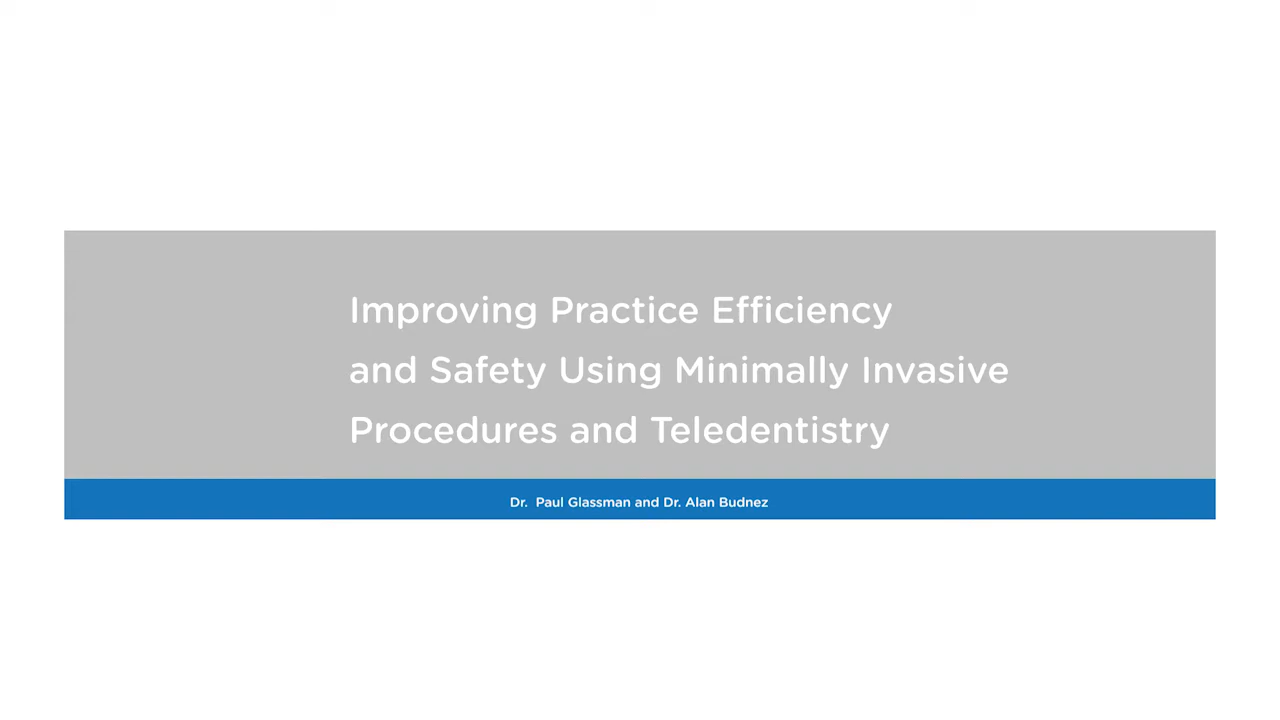 Improving Practice Efficiency
and Safety Using Minimally Invasive
Procedures and Teledentistry
Dr. Paul Glassman and Dr. Alan Budnez